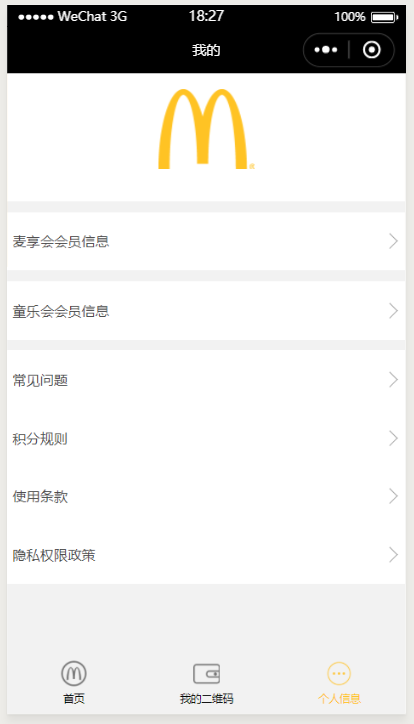 WeChat 3G 18:27 100%
我的
麦享会会员信息
童乐会会员信息
常见问题
积分规则
使用条款
隐私权限政策
首页 我的二维码 个人信息